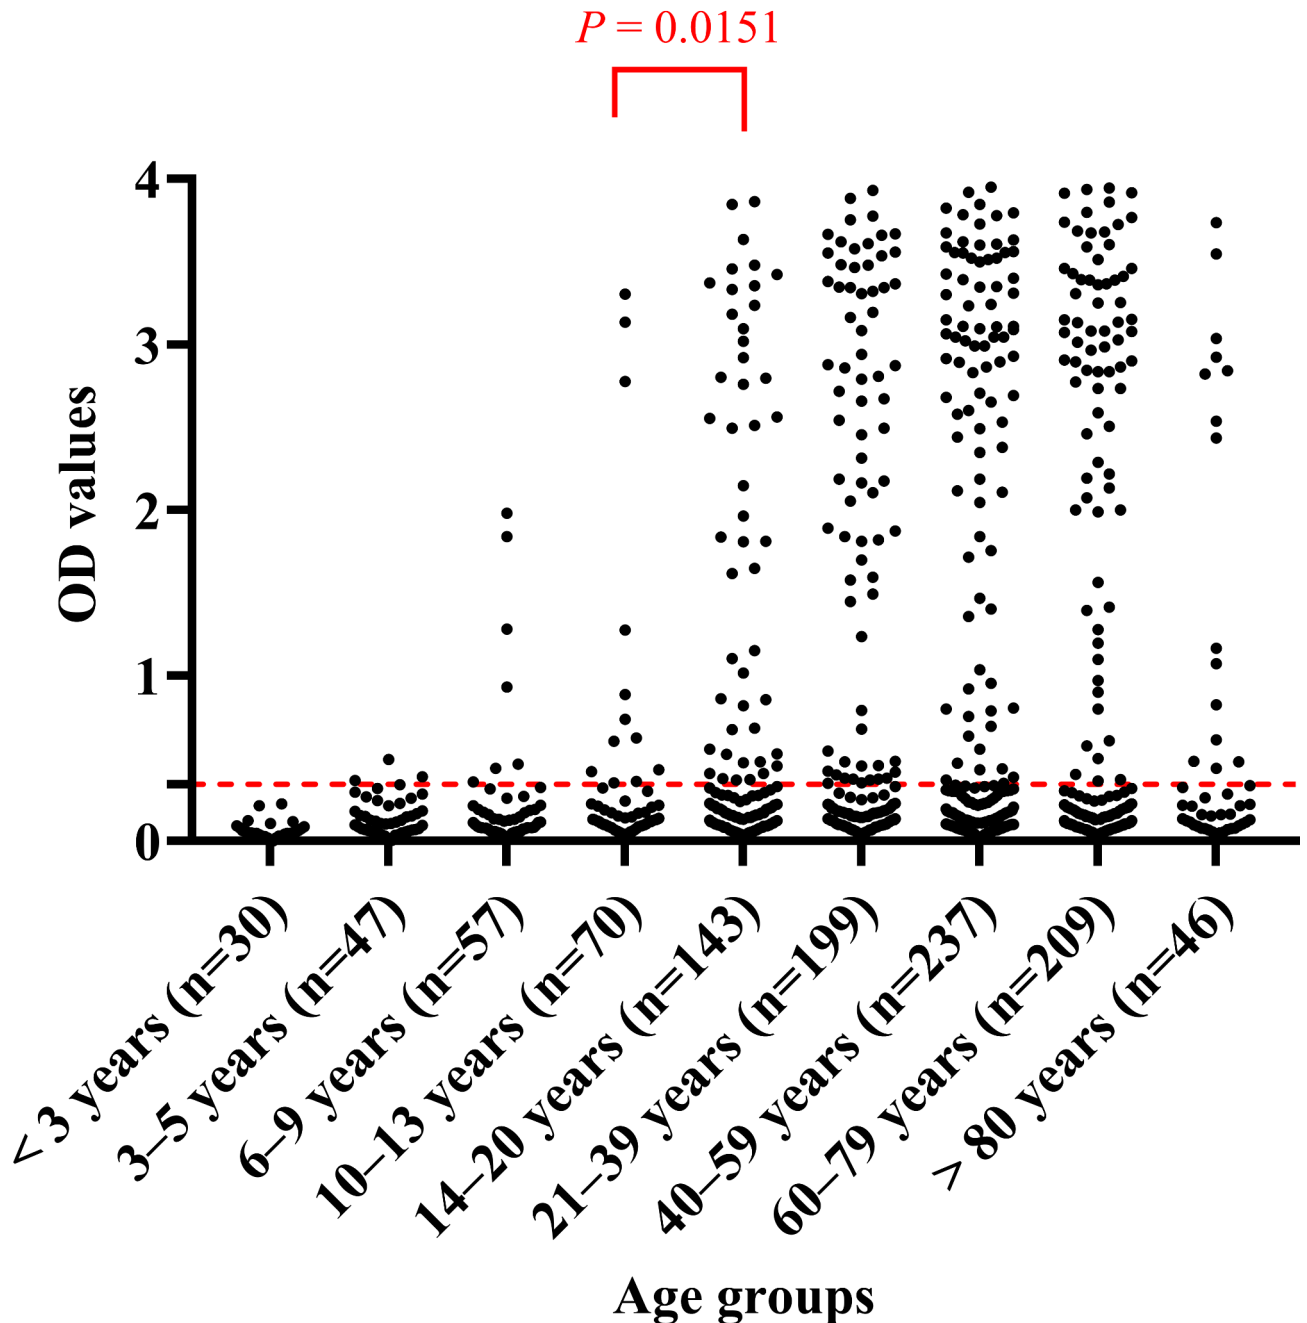 P = 0.0151
4
3
2
1
0
OD values
< 3 years (n=30)
3–5 years (n=47)
6–9 years (n=57)
10–13 years (n=70)
14–20 years (n=143)
21–39 years (n=199)
40–59 years (n=237)
60–79 years (n=209)
> 80 years (n=46)
Age groups